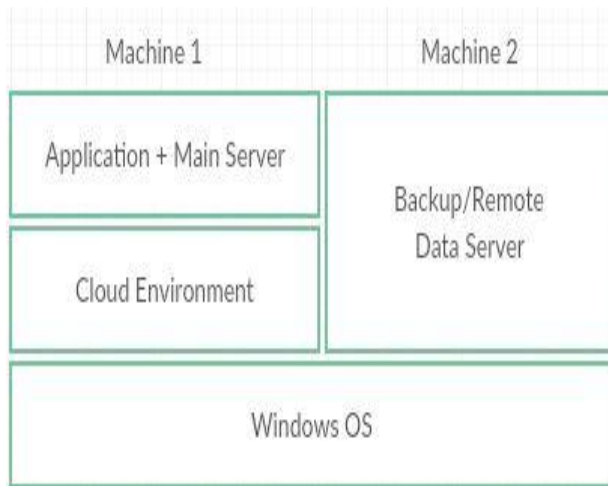 Machine 1
Machine 2
Application + Main Server
Backup/Remote
Data Server
Cloud Environment
Windows OS